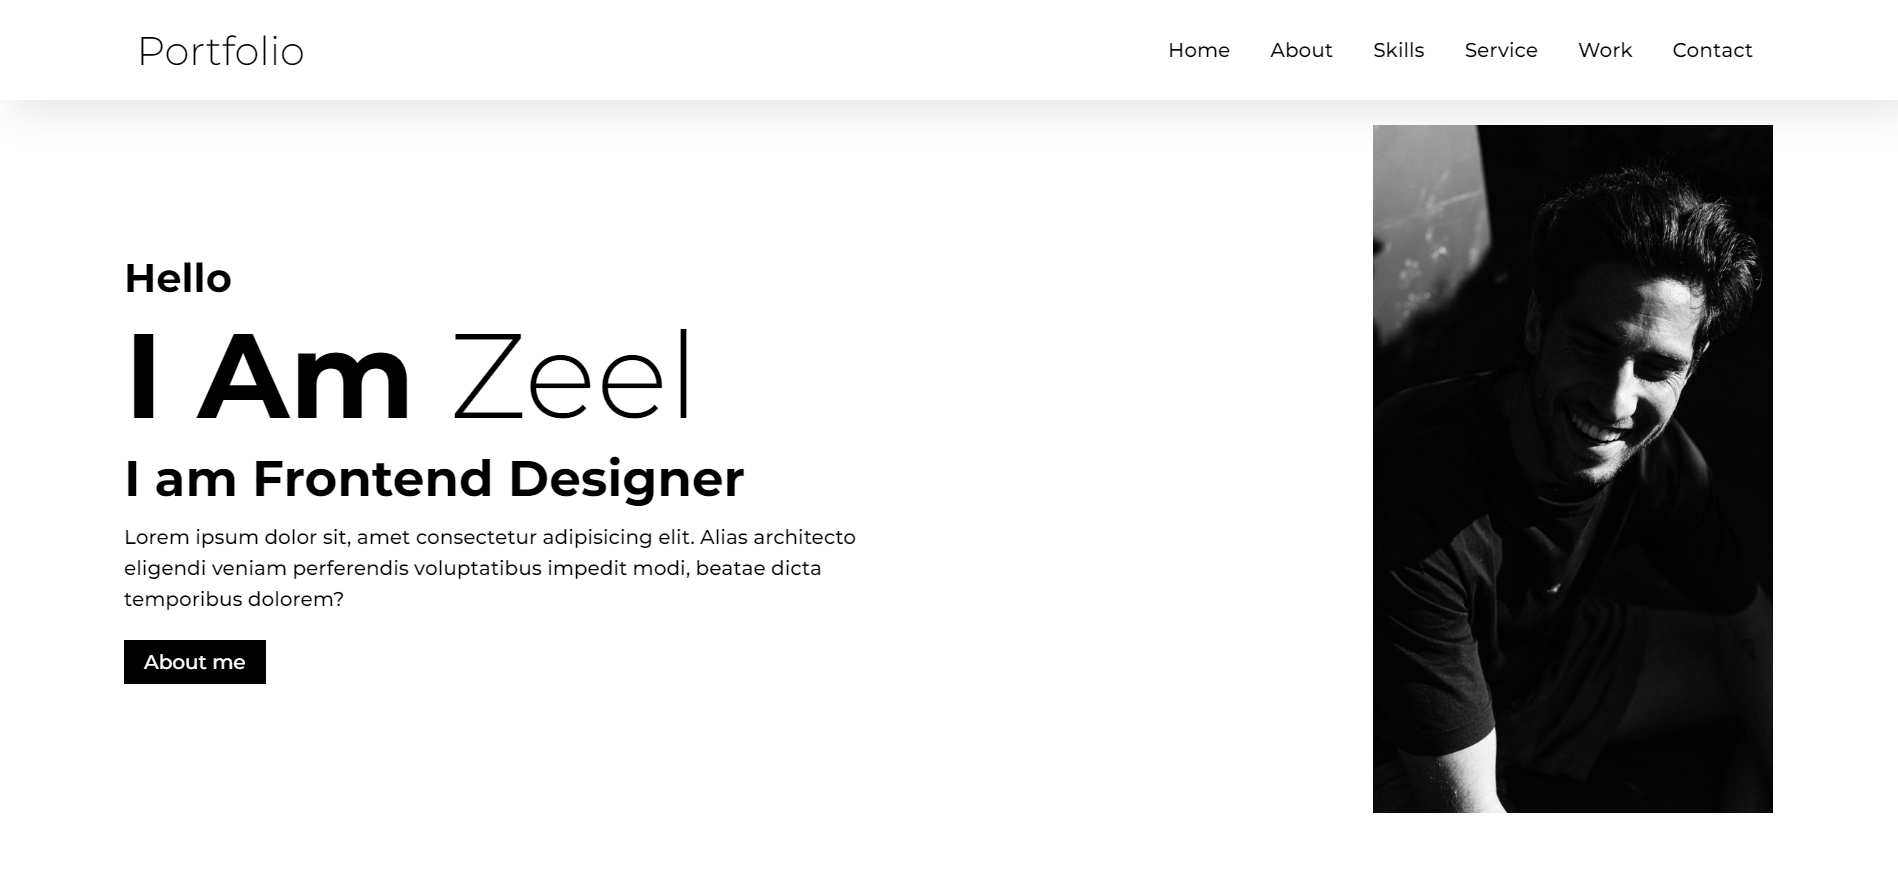 Portfolio
Home About Skills Service Work Contact
Hello
I Am Zeel
I am Frontend Designer
Lorem ipsum dolor sit, amet consectetur adipisicing elit. Alias architecto
eligendi veniam perferendis voluptatibus impedit modi, beatae dicta
temporibus dolorem?
About me